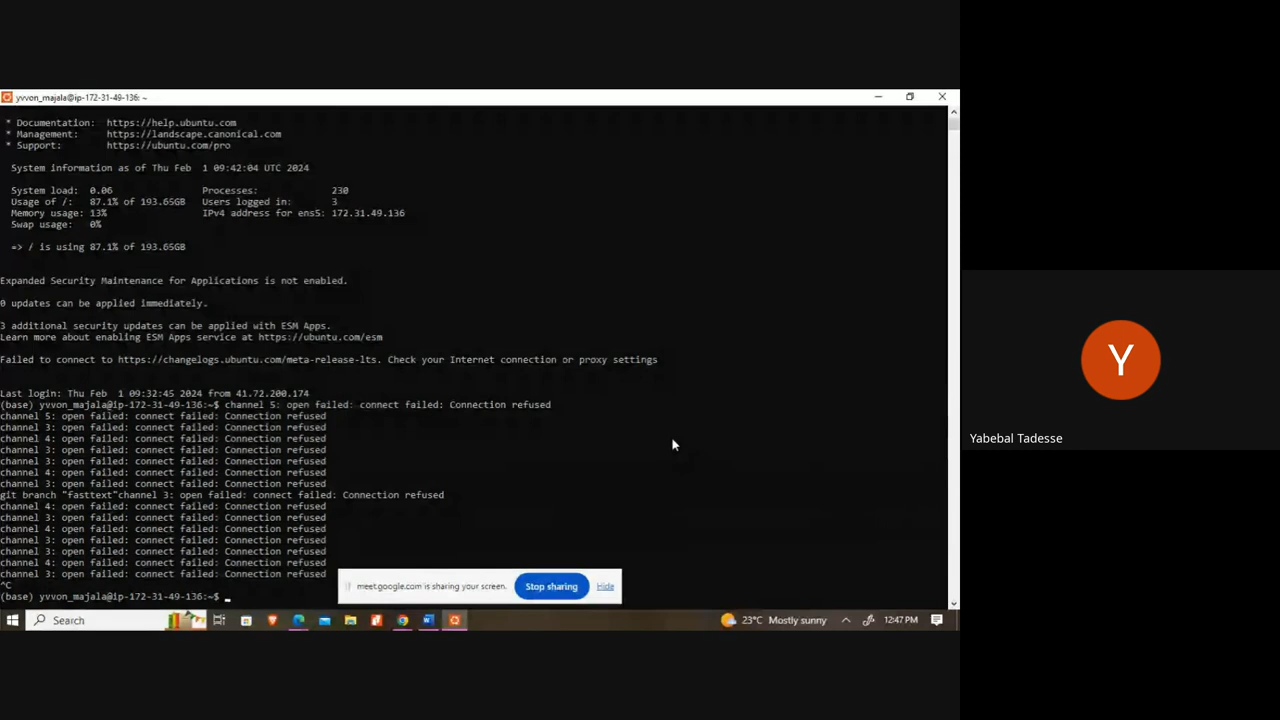 yvvon_majala@ip-172-31-49-136: ~
* Documentation: https://help.ubuntu.com
* Management: https://landscape.canonical.com
* Support: https://ubuntu.com/pro
System information as of Thu Feb 1 09:42:04 UTC 2024
System load: 0.06 Processes: 230
Usage of /: 87.1% of 193.65GB Users logged in: 3
Memory usage: 13% IPv4 address for ens5: 172.31.49.136
Swap usage: 0%
=> / is using 87.1% of 193.65GB
Expanded Security Maintenance for Applications is not enabled.
0 updates can be applied immediately.
3 additional security updates can be applied with ESM Apps.
Learn more about enabling ESM Apps service at https://ubuntu.com/esm
Failed to connect to https://changelogs.ubuntu.com/meta-release-lts. Check your Internet connection or proxy settings
Last login: Thu Feb 1 09:32:45 2024 from 41.72.200.174
(base) yvvon_majala@ip-172-31-49-136:~$ channel 5: open failed: connect failed: Connection refused
channel 5: open failed: connect failed: Connection refused
channel 3: open failed: connect failed: Connection refused
channel 4: open failed: connect failed: Connection refused
channel 3: open failed: connect failed: Connection refused
channel 3: open failed: connect failed: Connection refused
channel 4: open failed: connect failed: Connection refused
channel 3: open failed: connect failed: Connection refused
git branch "fasttext"channel 3: open failed: connect failed: Connection refused
channel 4: open failed: connect failed: Connection refused
channel 3: open failed: connect failed: Connection refused
channel 4: open failed: connect failed: Connection refused
channel 3: open failed: connect failed: Connection refused
channel 3: open failed: connect failed: Connection refused
channel 4: open failed: connect failed: Connection refused
channel 3: open failed: connect failed: Connection refused
^C
(base) yvvon_majala@ip-172-31-49-136:~$
meet.google.com is sharing your screen. Stop sharing Hide
Search 23°C Mostly sunny 12:47 PM
Y
Yabebal Tadesse